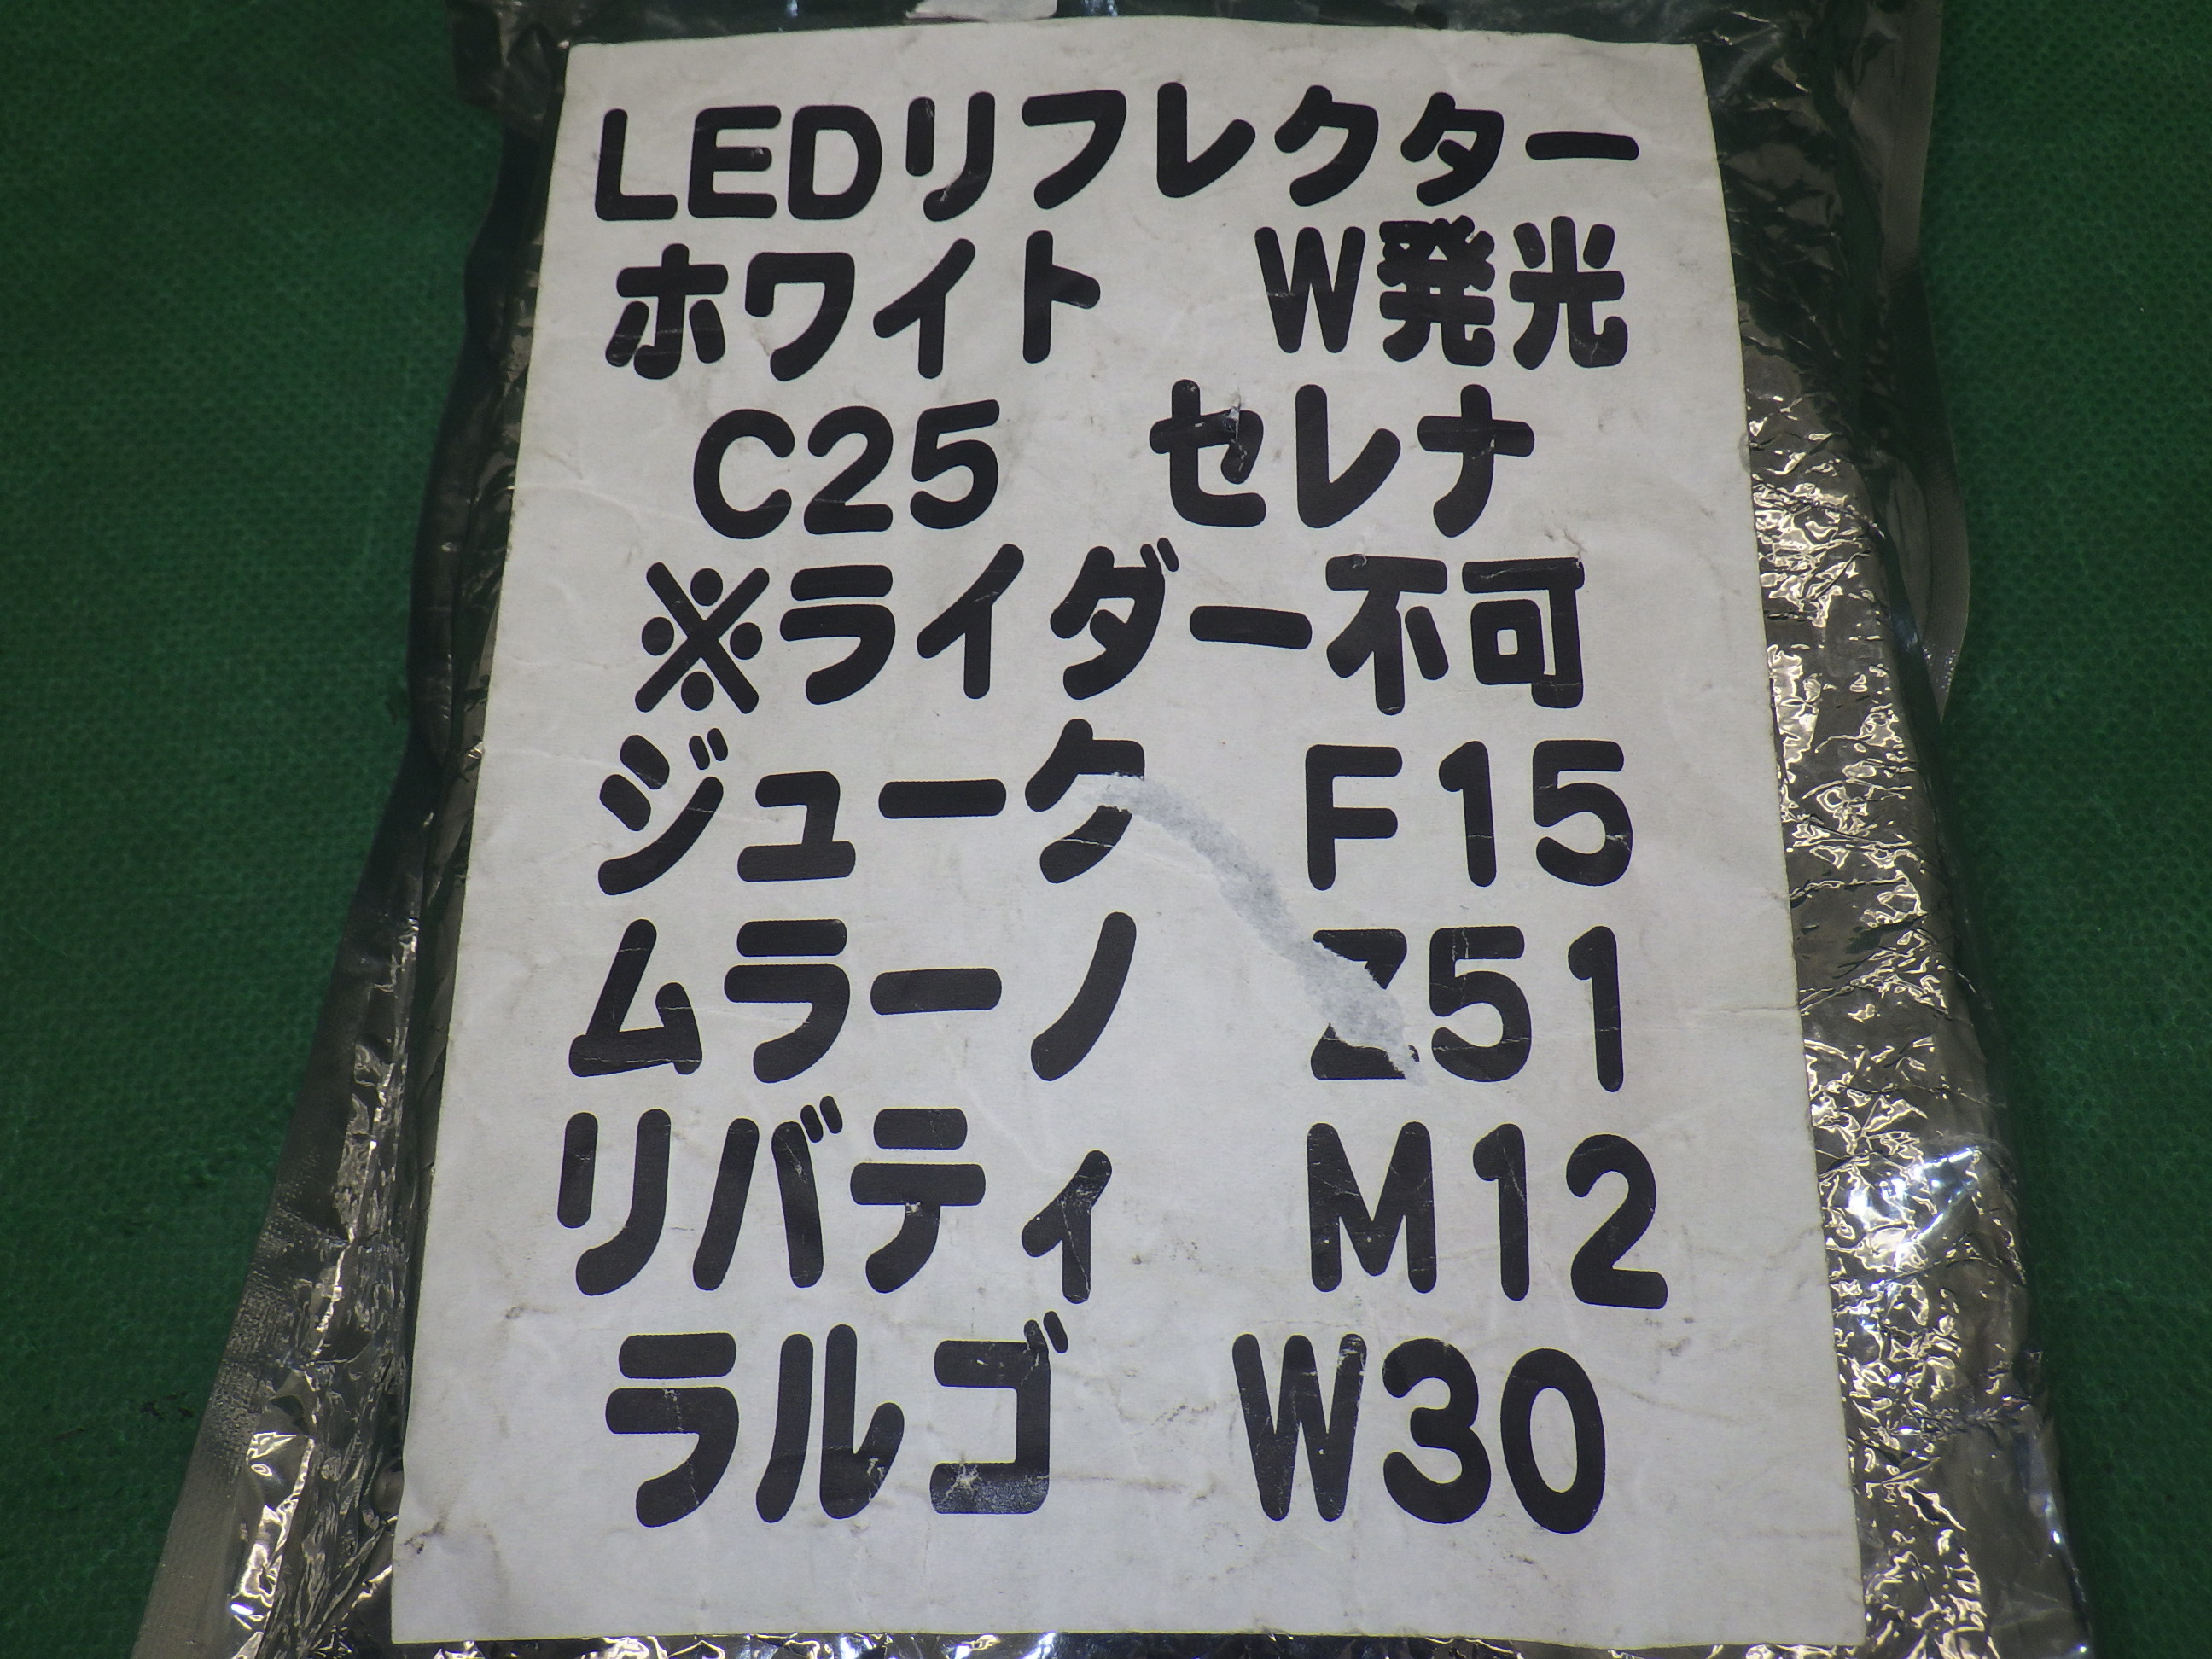 LEDリフレクター
ホワイト　W発光
C25　セレナ
※ライダー不可
ジューク　F15
ムラーノ　Z51
リバティ　M12
ラルゴ　W30